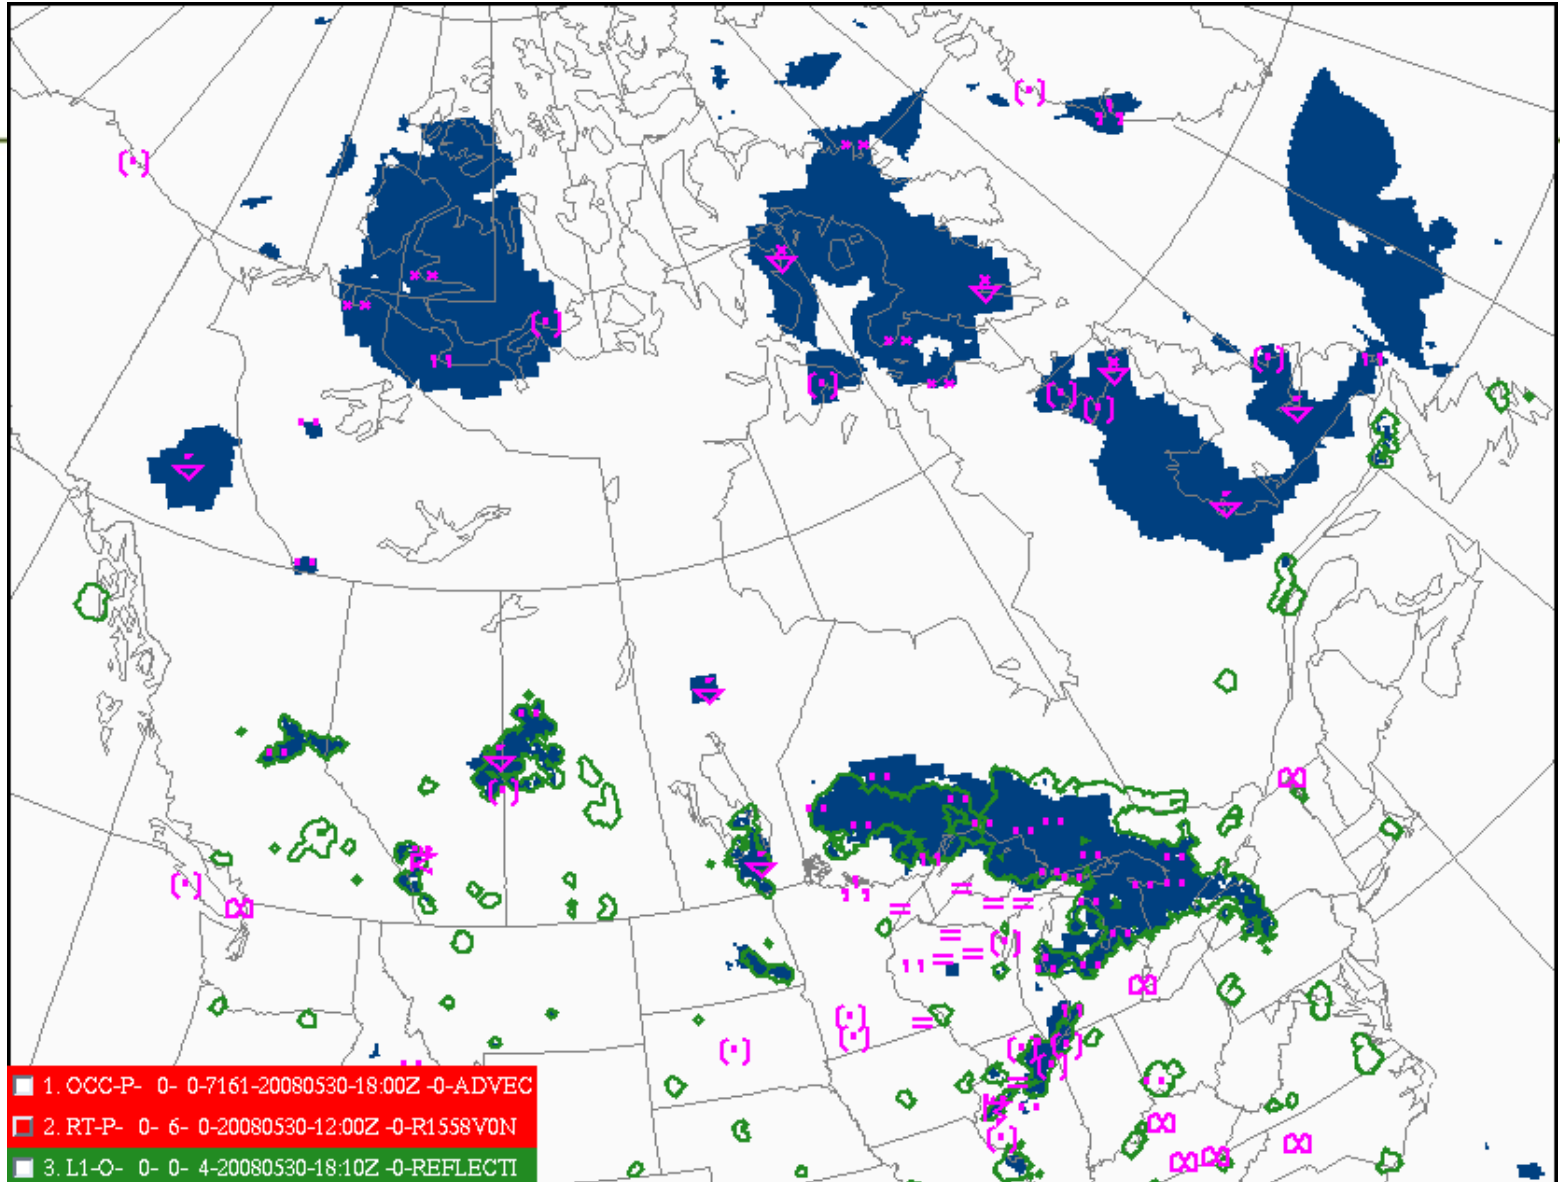 1. OCC-P- 0- 0-7161-20080530-18:00Z -0-ADVEC
2. RT-P- 0- 6- 0-20080530-12:00Z -0-R1558V0N
3. L1-O- 0- 0- 4-20080530-18:10Z -0-REFLECTI